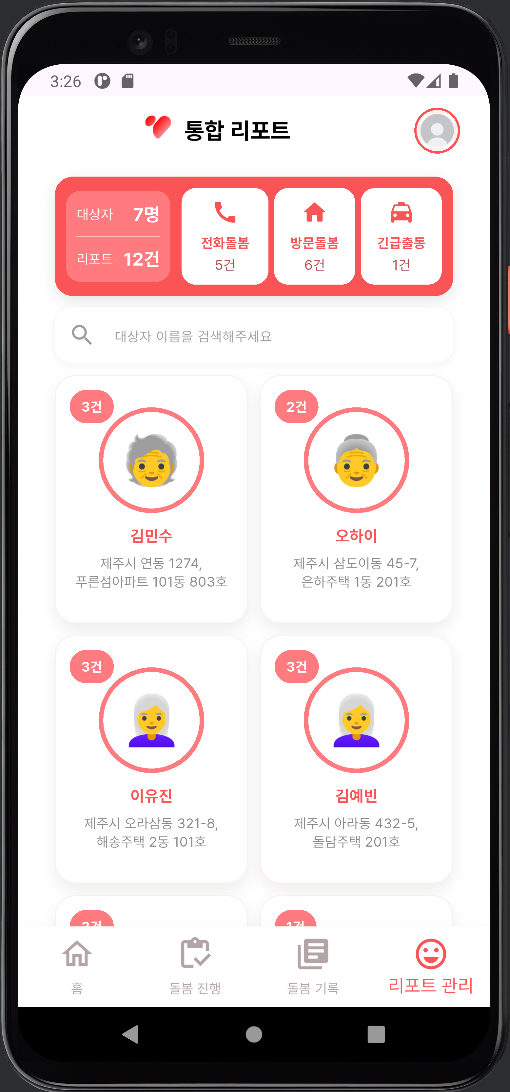 3:26
통합 리포트
대상자 7명
리포트 12건
전화돌봄
5건
방문돌봄
6건
긴급출동
1건
대상자 이름을 검색해주세요
3건
김민수
제주시 연동 1274,
푸른섬아파트 101동 803호
2건
오하이
제주시 삼도이동 45-7,
은하주택 1동 201호
3건
이유진
제주시 오라삼동 321-8,
해송주택 2동 101호
3건
김예빈
제주시 아라동 432-5,
돌담주택 201호
1건
홈
돌봄 진행
돌봄 기록
리포트 관리